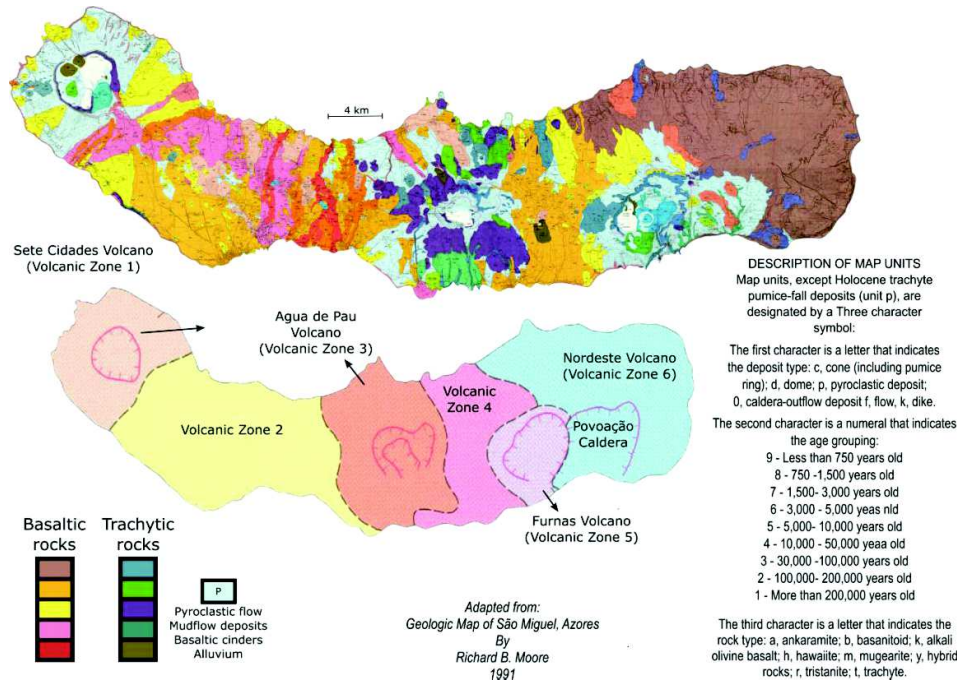 4 km
Sete Cidades Volcano
(Volcanic Zone 1)
Agua de Pau
Volcano
(Volcanic Zone 3)
Volcanic Zone 2
Volcanic
Zone 4
Nordeste Volcano
(Volcanic Zone 6)
Povoação
Caldera
Furnas Volcano
(Volcanic Zone 5)
Basaltic
rocks
Trachytic
rocks
P
Pyroclastic flow
Mudflow deposits
Basaltic cinders
Alluvium
Adapted from:
Geologic Map of São Miguel, Azores
By
Richard B. Moore
1991
DESCRIPTION OF MAP UNITS
Map units, except Holocene trachyte
pumice-fall deposits (unit p), are
designated by a Three character
symbol:
The first character is a letter that indicates
the deposit type: c, cone (including pumice
ring); d, dome; p, pyroclastic deposit;
0, caldera-outflow deposit f, flow, k, dike.
The second character is a numeral that indicates
the age grouping:
9 - Less than 750 years old
8 - 750 -1,500 years old
7 - 1,500- 3,000 years old
6 - 3,000 - 5,000 yeas nld
5 - 5,000- 10,000 years old
4 - 10,000 - 50,000 yeaa old
3 - 30,000 -100,000 years old
2 - 100,000- 200,000 years old
1 - More than 200,000 years old
The third character is a letter that indicates the
rock type: a, ankaramite; b, basanitoid; k, alkali
olivine basalt; h, hawaiite; m, mugearite; y, hybrid
rocks; r, tristanite; t, trachyte.